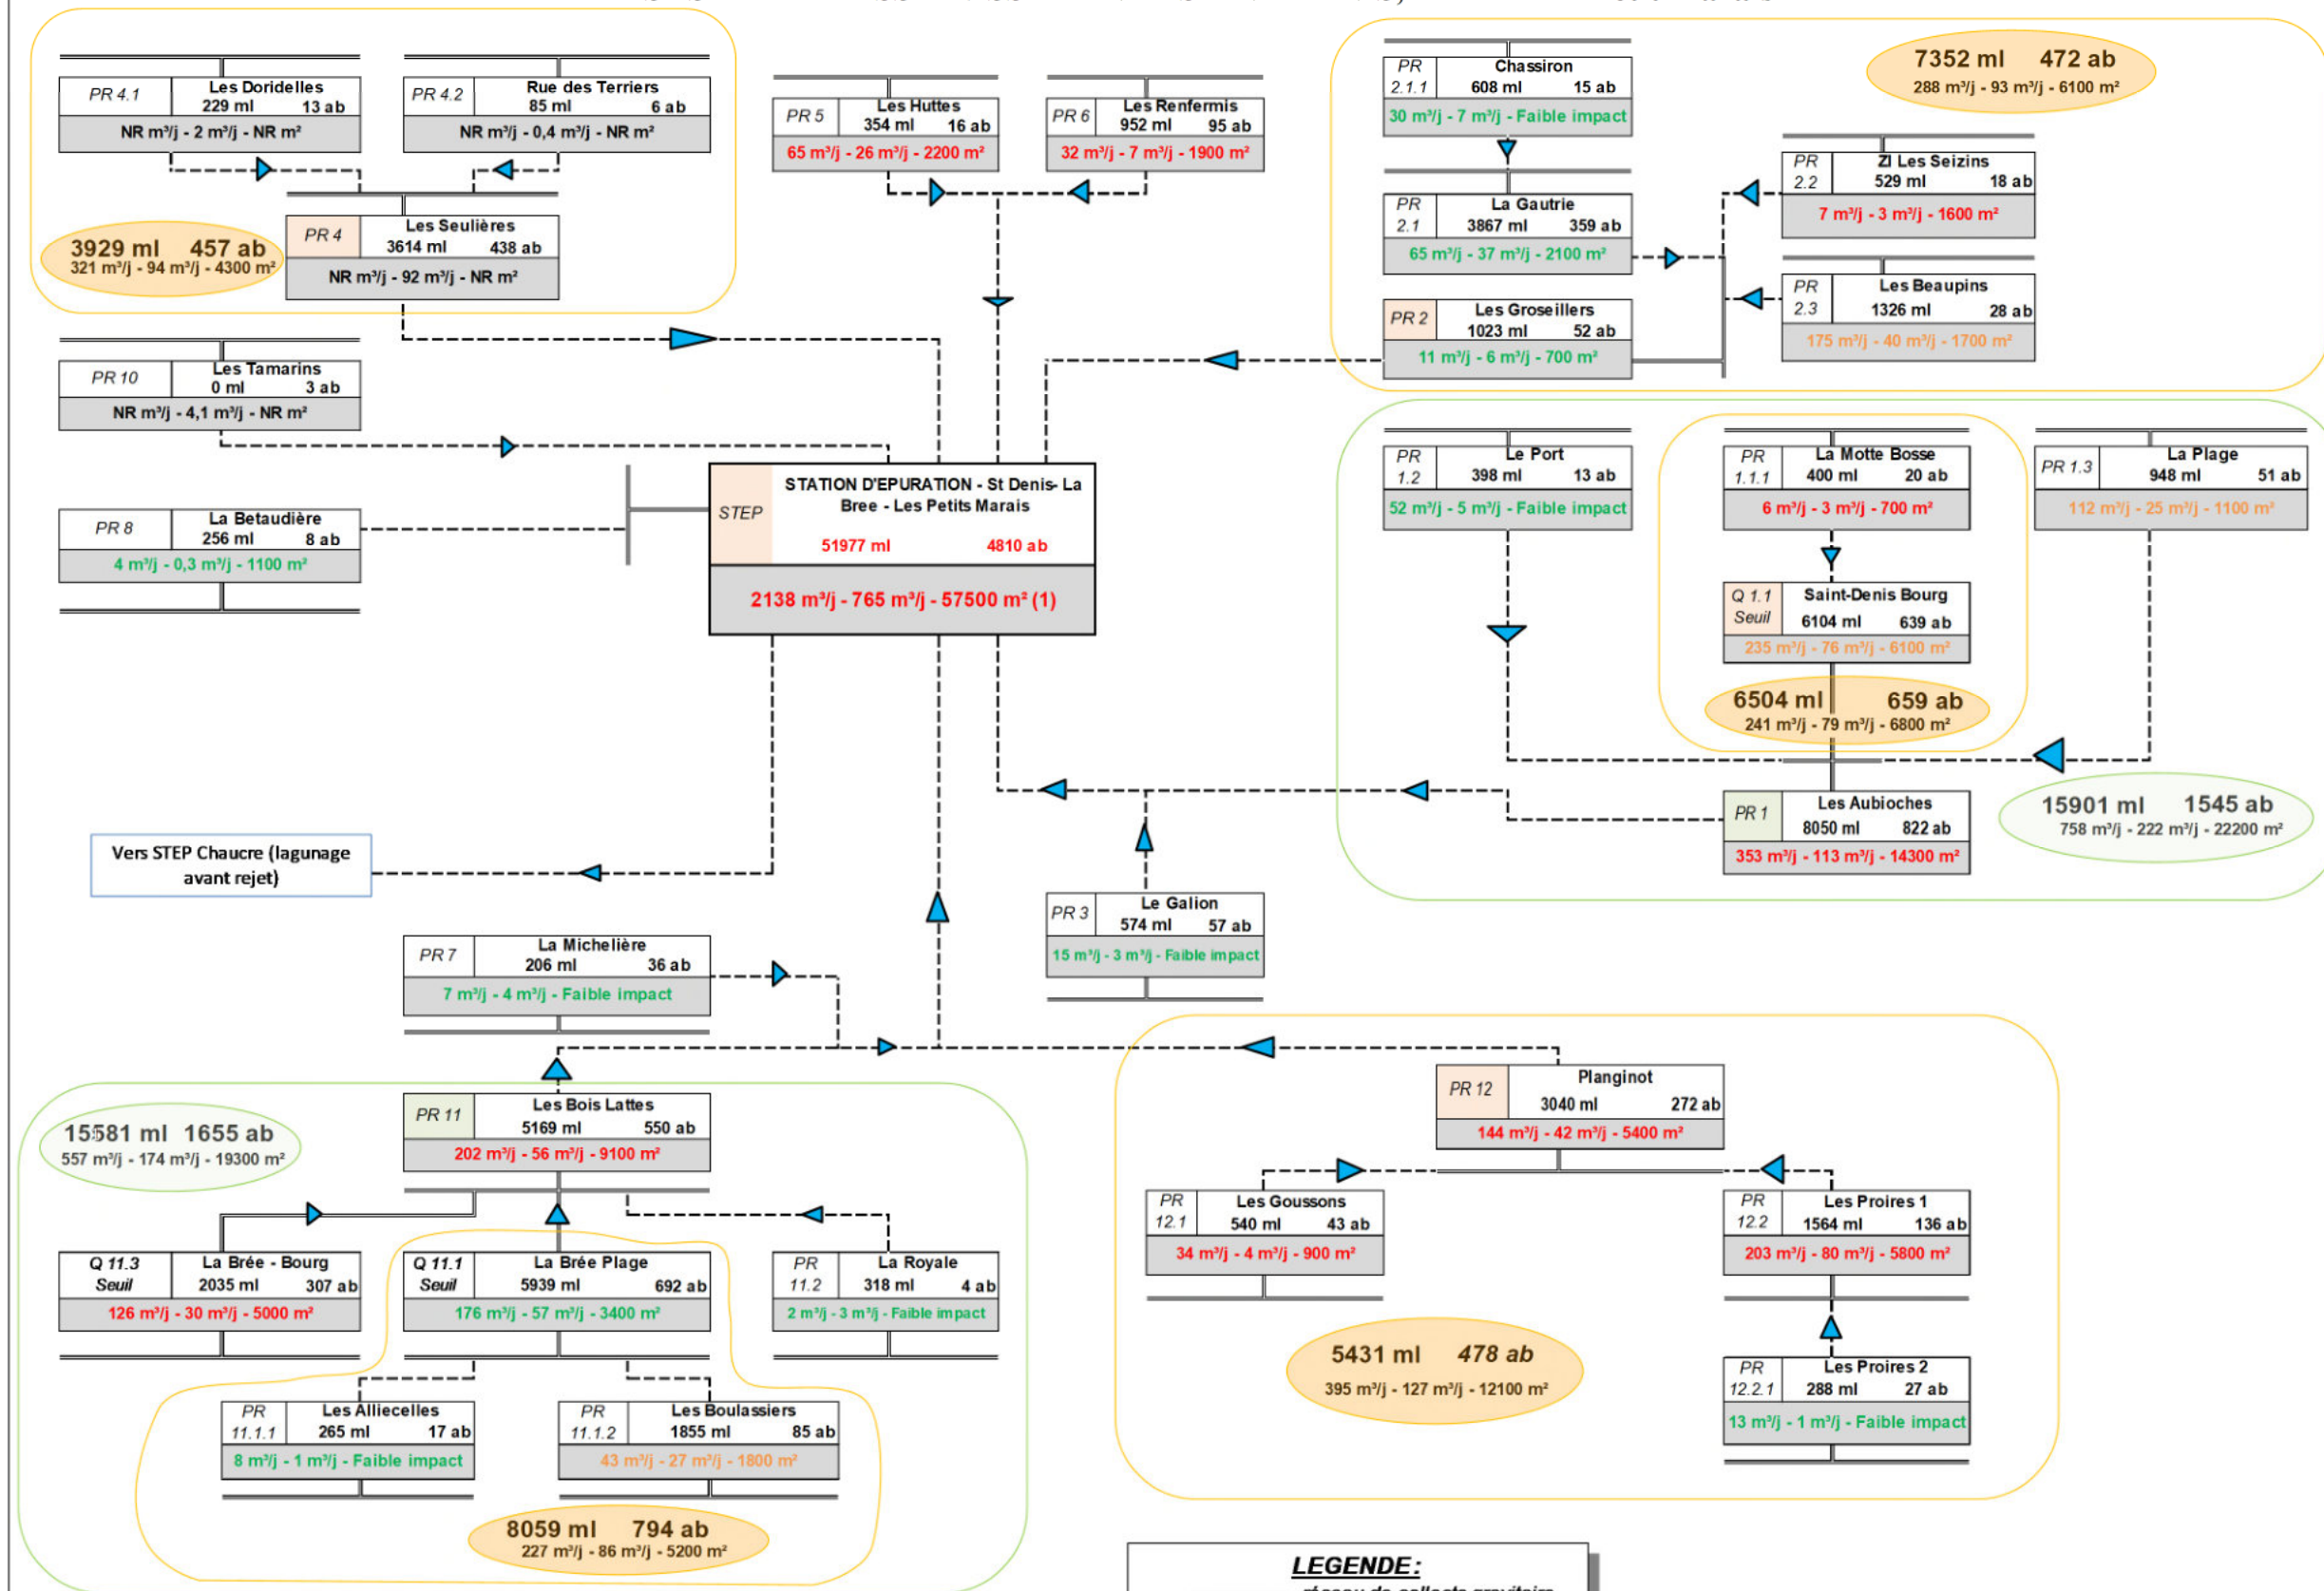 PR 4.1
Les Doridelles
229 ml 13 ab
NR m³/j - 2 m³/j - NR m²
PR 4.2
Rue des Terriers
85 ml 6 ab
NR m³/j - 0,4 m³/j - NR m²
PR 4
Les Seulières
3614 ml 438 ab
NR m³/j - 92 m³/j - NR m²
3929 ml 457 ab
321 m³/j - 94 m³/j - 4300 m²
PR 5
Les Huttes
354 ml 16 ab
65 m³/j - 26 m³/j - 2200 m²
PR 6
Les Renfermis
952 ml 95 ab
32 m³/j - 7 m³/j - 1900 m²
PR
2.1.1
Chassiron
608 ml 15 ab
30 m³/j - 7 m³/j - Faible impact
7352 ml 472 ab
288 m³/j - 93 m³/j - 6100 m²
PR
2.1
La Gautrie
3867 ml 359 ab
65 m³/j - 37 m³/j - 2100 m²
PR
2.2
ZI Les Seizins
529 ml 18 ab
7 m³/j - 3 m³/j - 1600 m²
PR 2
Les Groseillers
1023 ml 52 ab
11 m³/j - 6 m³/j - 700 m²
PR
2.3
Les Beaupins
1326 ml 28 ab
175 m³/j - 40 m³/j - 1700 m²
PR 10
Les Tamarins
0 ml 3 ab
NR m³/j - 4,1 m³/j - NR m²
PR 8
La Betaudière
256 ml 8 ab
4 m³/j - 0,3 m³/j - 1100 m²
STEP
STATION D'EPURATION - St Denis- La
Bree - Les Petits Marais
51977 ml 4810 ab
2138 m³/j - 765 m³/j - 57500 m² (1)
PR
1.2
Le Port
398 ml 13 ab
52 m³/j - 5 m³/j - Faible impact
PR
1.1.1
La Motte Bosse
400 ml 20 ab
6 m³/j - 3 m³/j - 700 m²
PR 1.3
La Plage
948 ml 51 ab
112 m³/j - 25 m³/j - 1100 m²
Q 1.1
Seuil
Saint-Denis Bourg
6104 ml 639 ab
235 m³/j - 76 m³/j - 6100 m²
6504 ml 659 ab
241 m³/j - 79 m³/j - 6800 m²
PR 1
Les Aubioches
8050 ml 822 ab
353 m³/j - 113 m³/j - 14300 m²
15901 ml 1545 ab
758 m³/j - 222 m³/j - 22200 m²
Vers STEP Chaucre (lagunage
avant rejet)
PR 3
Le Galion
574 ml 57 ab
15 m³/j - 3 m³/j - Faible impact
PR 7
La Michelière
206 ml 36 ab
7 m³/j - 4 m³/j - Faible impact
PR 11
Les Bois Lattes
5169 ml 550 ab
202 m³/j - 56 m³/j - 9100 m²
15581 ml 1655 ab
557 m³/j - 174 m³/j - 19300 m²
PR 12
Planginot
3040 ml 272 ab
144 m³/j - 42 m³/j - 5400 m²
Q 11.3
Seuil
La Brée - Bourg
2035 ml 307 ab
126 m³/j - 30 m³/j - 5000 m²
Q 11.1
Seuil
La Brée Plage
5939 ml 692 ab
176 m³/j - 57 m³/j - 3400 m²
PR
11.2
La Royale
318 ml 4 ab
2 m³/j - 3 m³/j - Faible impact
PR
12.1
Les Goussons
540 ml 43 ab
34 m³/j - 4 m³/j - 900 m²
PR
12.2
Les Proires 1
1564 ml 136 ab
203 m³/j - 80 m³/j - 5800 m²
5431 ml 478 ab
395 m³/j - 127 m³/j - 12100 m²
PR
12.2.1
Les Proires 2
288 ml 27 ab
13 m³/j - 1 m³/j - Faible impact
PR
11.1.1
Les Alliecelles
265 ml 17 ab
8 m³/j - 1 m³/j - Faible impact
PR
11.1.2
Les Boulassiers
1855 ml 85 ab
43 m³/j - 27 m³/j - 1800 m²
8059 ml 794 ab
227 m³/j - 86 m³/j - 5200 m²
LEGENDE:
réseau de collecte gravitaire